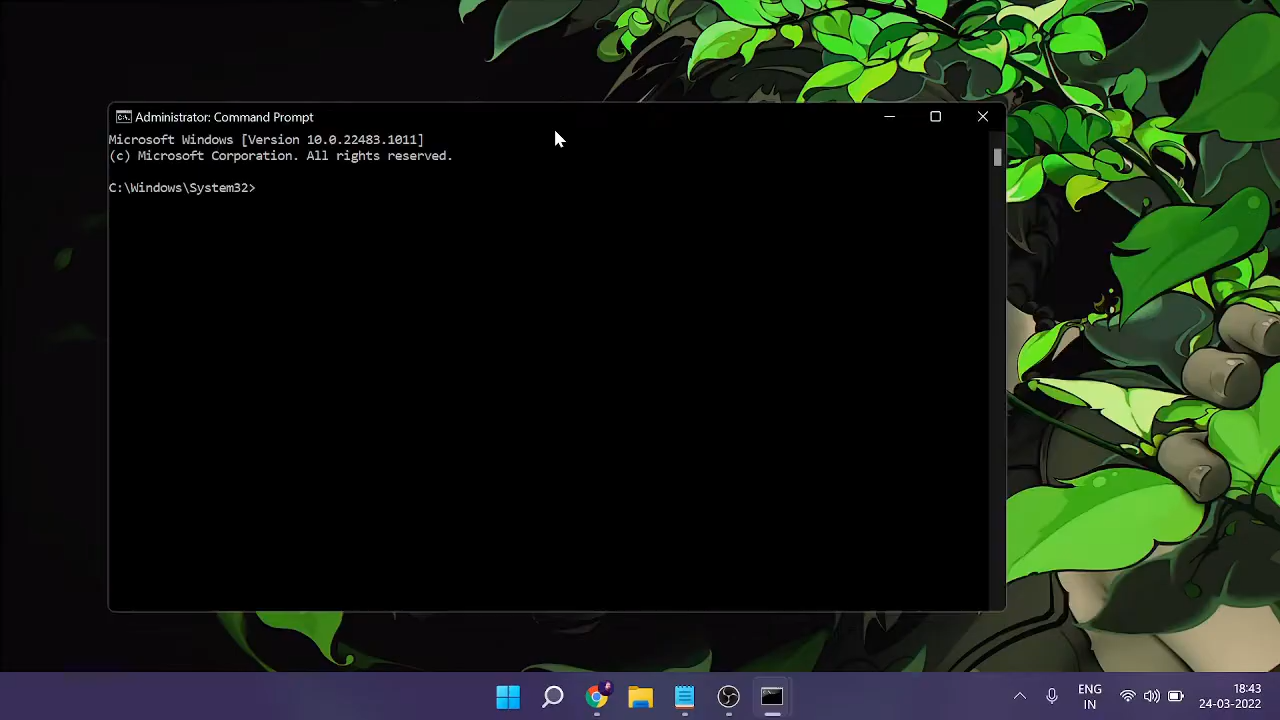 Administrator: Command Prompt
Microsoft Windows [Version 10.0.22483.1011]
(c) Microsoft Corporation. All rights reserved.
C:\Windows\System32>
ENG
IN
18:43
24-03-2022